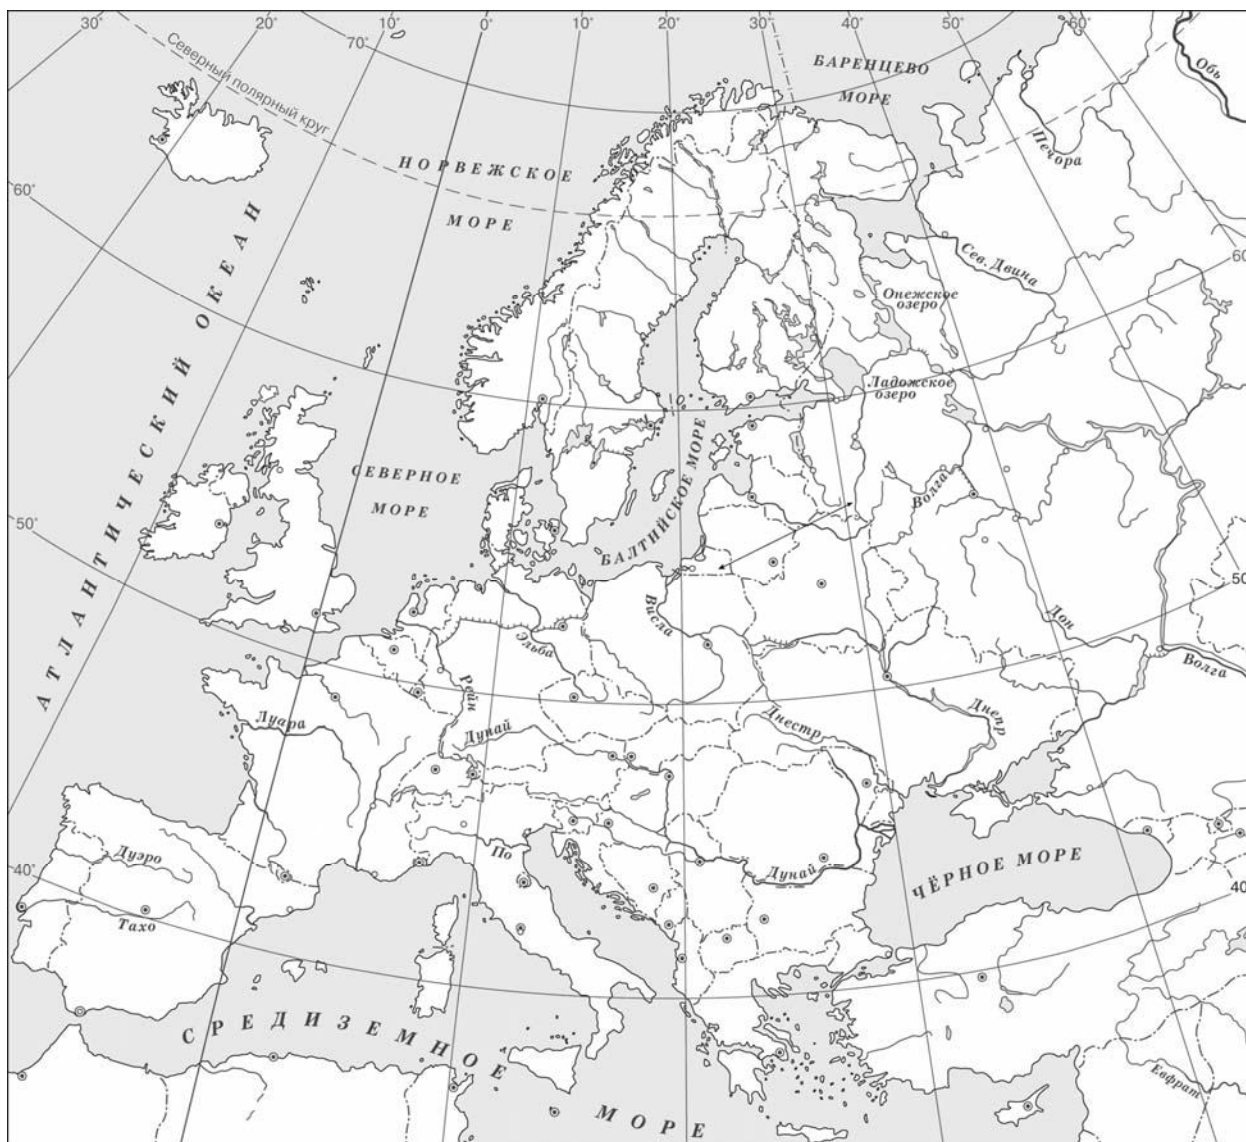 30°
20°
10°
0°
10°
20°
30°
40°
50°
60°
70°
Северный полярный круг
БАРЕНЦЕВО
МОРЕ
Обь
Печора
НОРВЕЖСКОЕ
МОРЕ
60°
60
Сев. Двина
Онежское
озеро
Ладожское
озеро
АТЛАНТИЧЕСКИЙ ОКЕАН
СЕВЕРНОЕ
МОРЕ
БАЛТИЙСКОЕ МОРЕ
Волга
50°
50
Висла
Эльба
Дон
Волга
Рейн
Луара
Дунай
Днестр
Днепр
По
Дунай
ЧЁРНОЕ МОРЕ
40°
40
Дуэро
Тахо
СРЕДИЗЕМНОЕ
МОРЕ
Евфрат